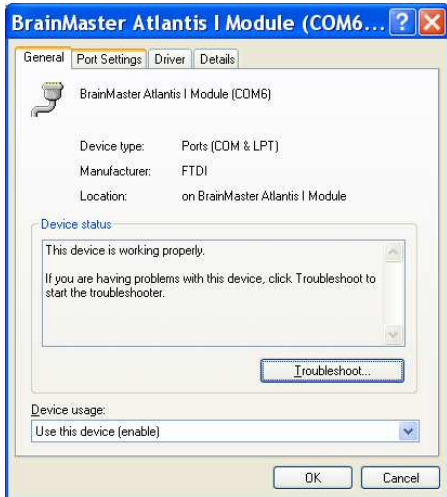 BrainMaster Atlantis I Module (COM6... ?
General Port Settings Driver Details
BrainMaster Atlantis I Module (COM6)
Device type: Ports (COM & LPT)
Manufacturer: FTDI
Location: on BrainMaster Atlantis I Module
Device status
This device is working properly.
If you are having problems with this device, click Troubleshoot to
start the troubleshooter.
Troubleshoot...
Device usage:
Use this device (enable)
OK Cancel